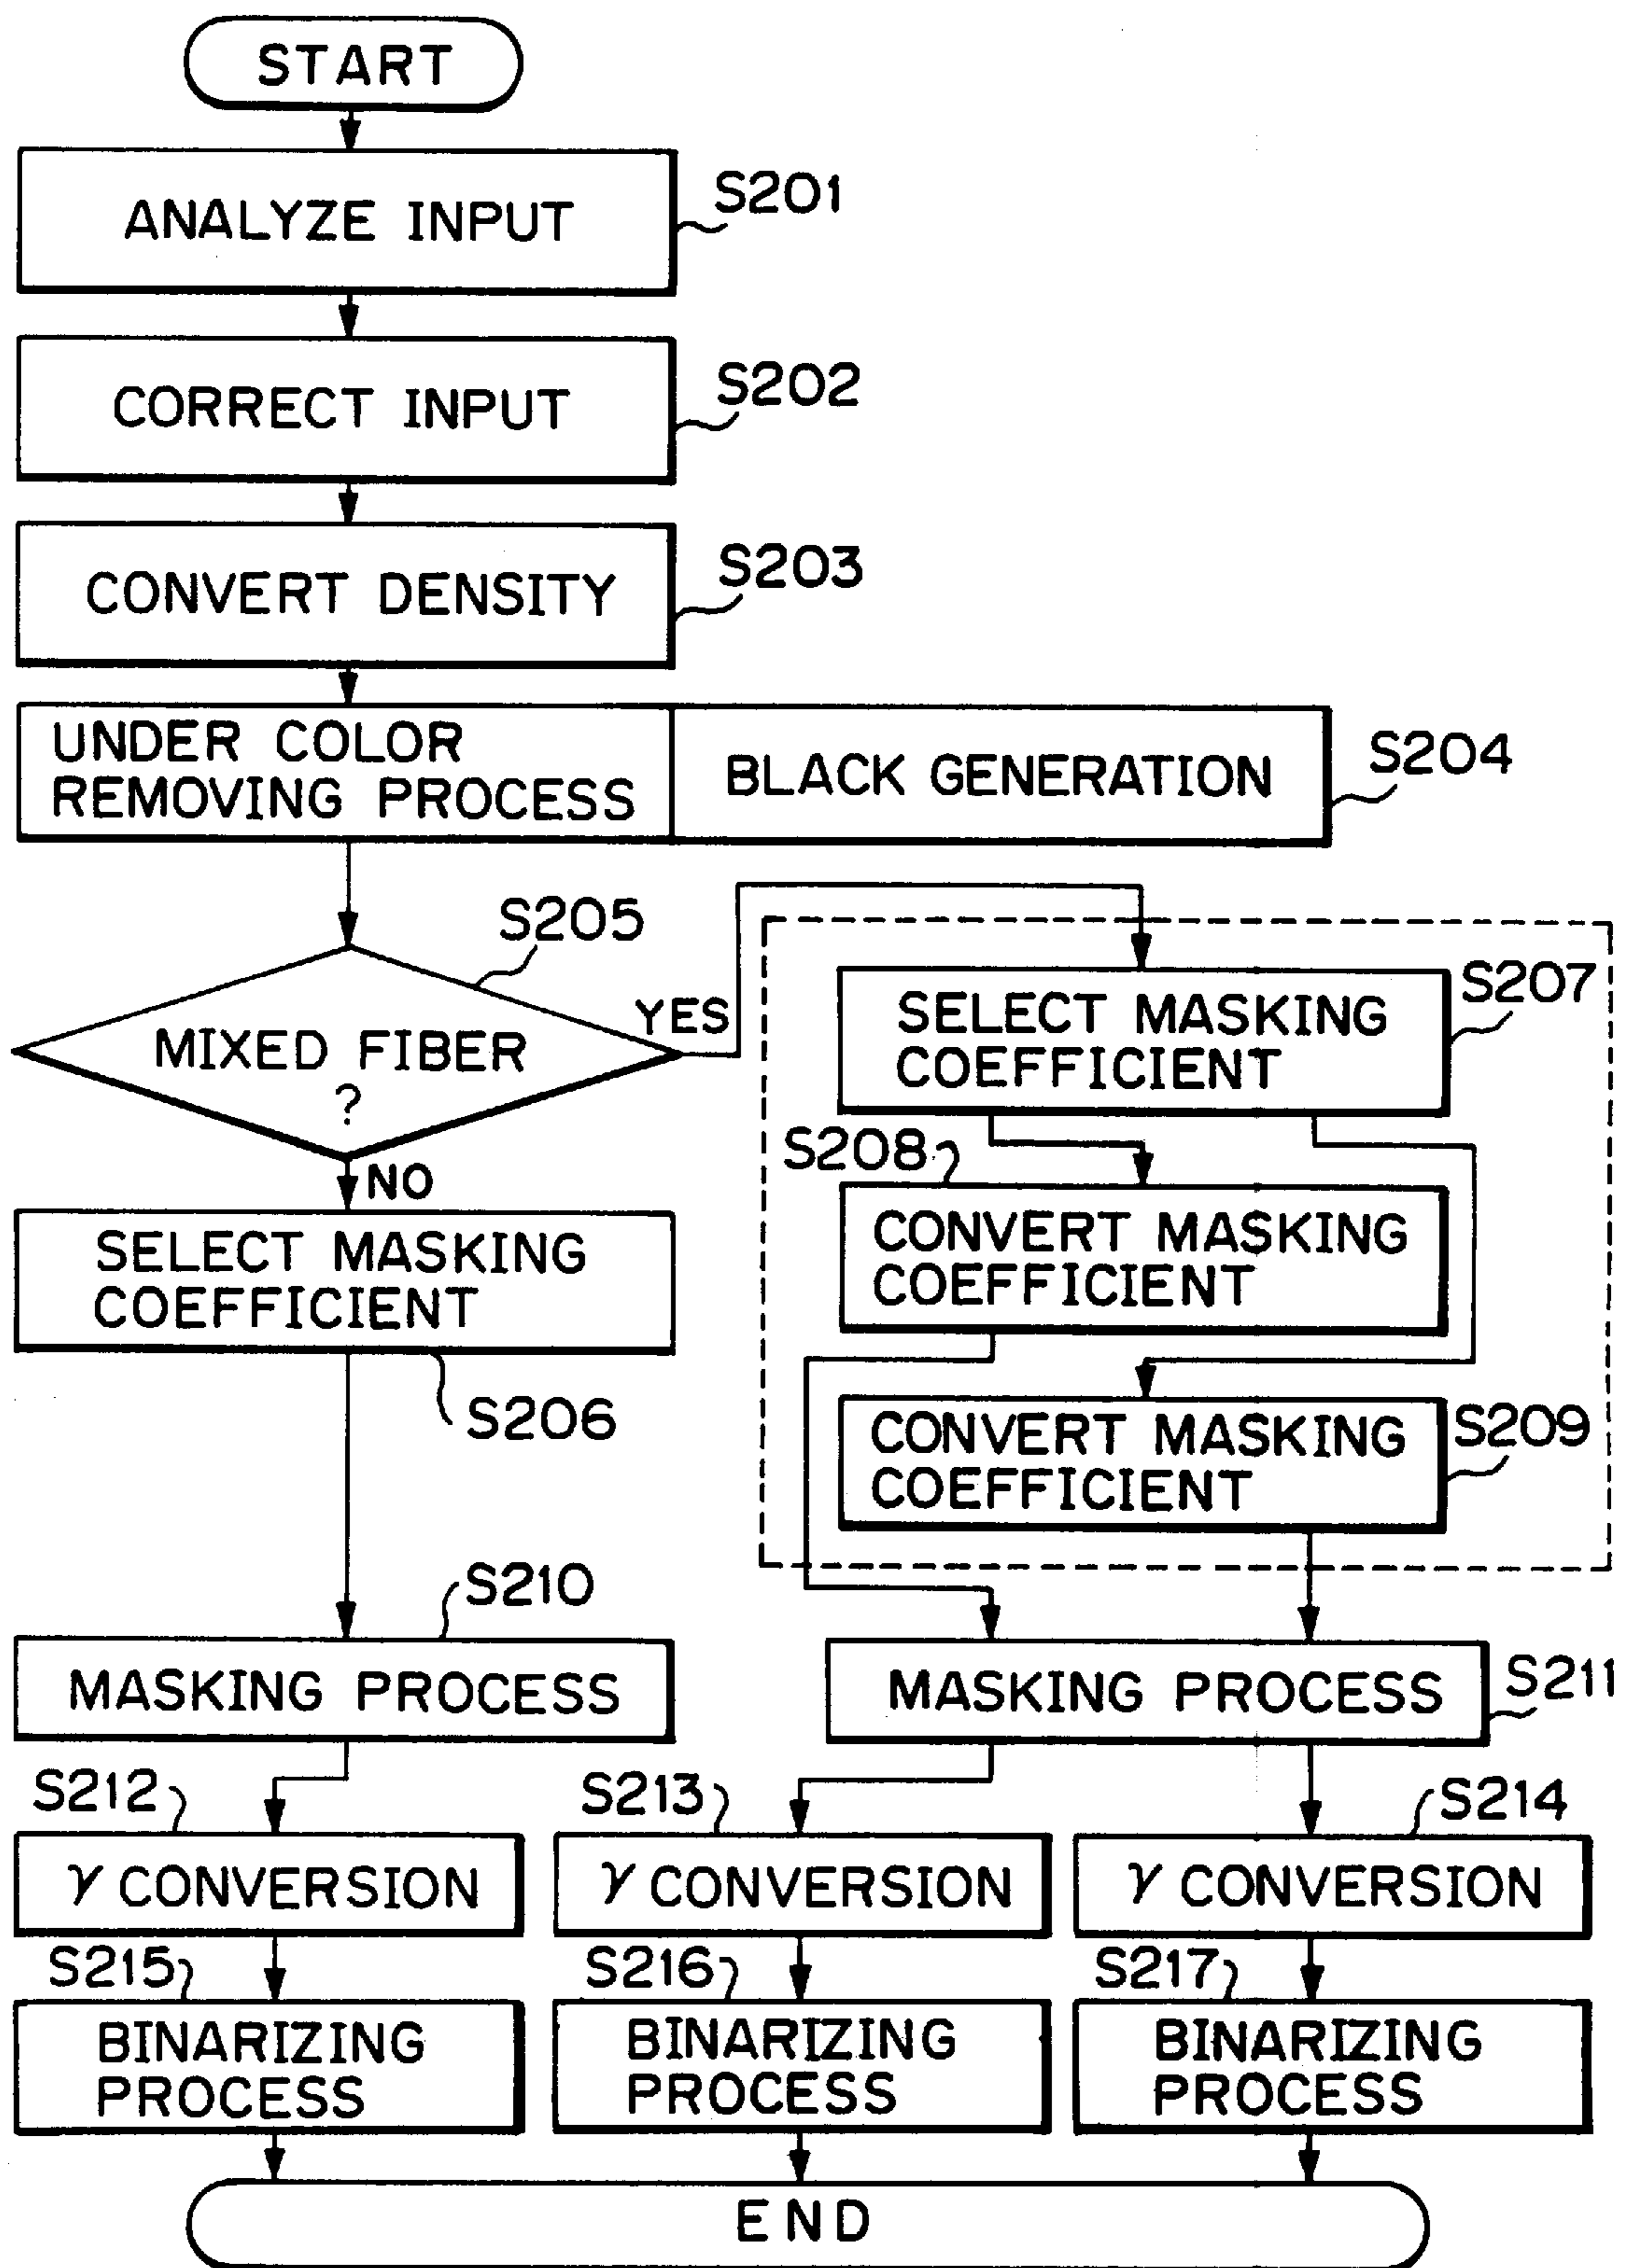 START
ANALYZE INPUT
S201
CORRECT INPUT
S202
CONVERT DENSITY
S203
UNDER COLOR
REMOVING PROCESS
BLACK GENERATION
S204
S205
MIXED FIBER
?
YES
NO
SELECT MASKING
COEFFICIENT
S206
SELECT MASKING
COEFFICIENT
S207
S208
CONVERT MASKING
COEFFICIENT
CONVERT MASKING
COEFFICIENT
S209
S210
MASKING PROCESS
MASKING PROCESS
S211
S212
γ CONVERSION
S213
γ CONVERSION
S214
γ CONVERSION
S215
BINARIZING
PROCESS
S216
BINARIZING
PROCESS
S217
BINARIZING
PROCESS
END